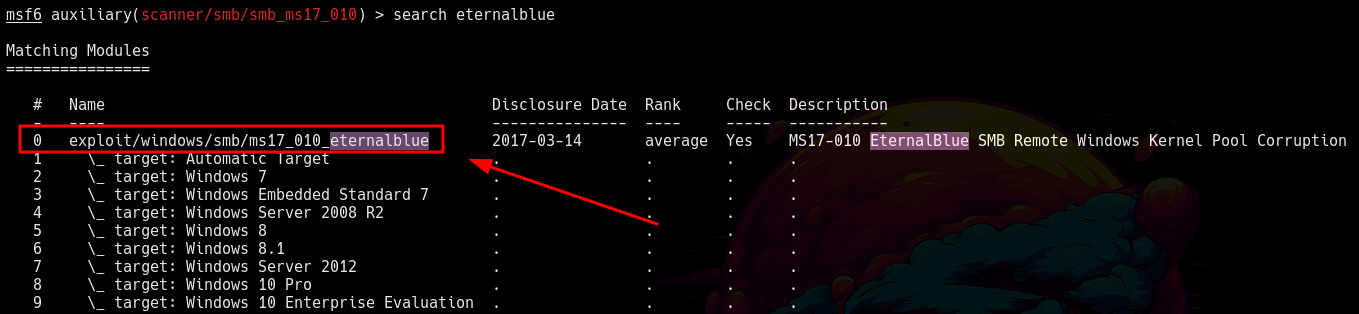 msf6 auxiliary(scanner/smb/smb_ms17_010) > search eternalblue
Matching Modules
================
#   Name   Disclosure Date  Rank     Check  Description
-   ----   ---------------  ----     -----  -----------
0   exploit/windows/smb/ms17_010_eternalblue   2017-03-14   average  Yes   MS17-010 EternalBlue SMB Remote Windows Kernel Pool Corruption
1     \_ target: Automatic Target   .   .   .   .
2     \_ target: Windows 7   .   .   .   .
3     \_ target: Windows Embedded Standard 7   .   .   .   .
4     \_ target: Windows Server 2008 R2   .   .   .   .
5     \_ target: Windows 8   .   .   .   .
6     \_ target: Windows 8.1   .   .   .   .
7     \_ target: Windows Server 2012   .   .   .   .
8     \_ target: Windows 10 Pro   .   .   .   .
9     \_ target: Windows 10 Enterprise Evaluation   .   .   .   .